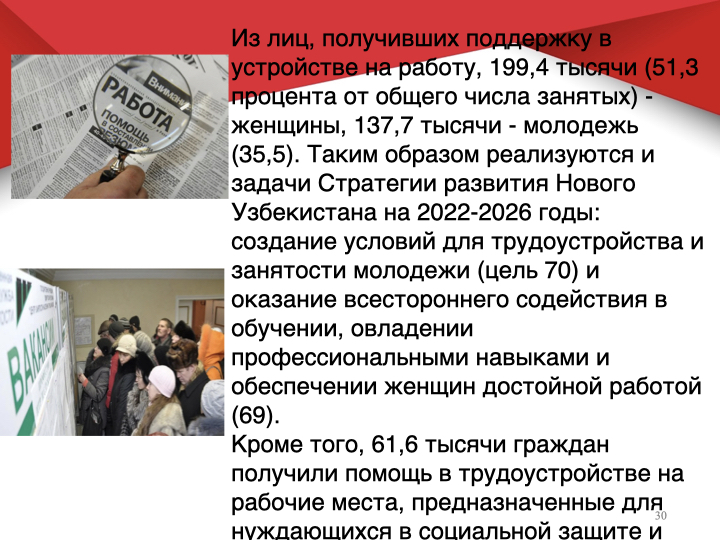 Из лиц, получивших поддержку в
устройстве на работу, 199,4 тысячи (51,3
процента от общего числа занятых) -
женщины, 137,7 тысячи - молодежь
(35,5). Таким образом реализуются и
задачи Стратегии развития Нового
Узбекистана на 2022-2026 годы:
создание условий для трудоустройства и
занятости молодежи (цель 70) и
оказание всестороннего содействия в
обучении, овладении
профессиональными навыками и
обеспечении женщин достойной работой
(69).
Кроме того, 61,6 тысячи граждан
получили помощь в трудоустройстве на
рабочие места, предназначенные для
нуждающихся в социальной защите и
30
РАБОТА
ПОМОЩЬ
ВАКАНСИИ